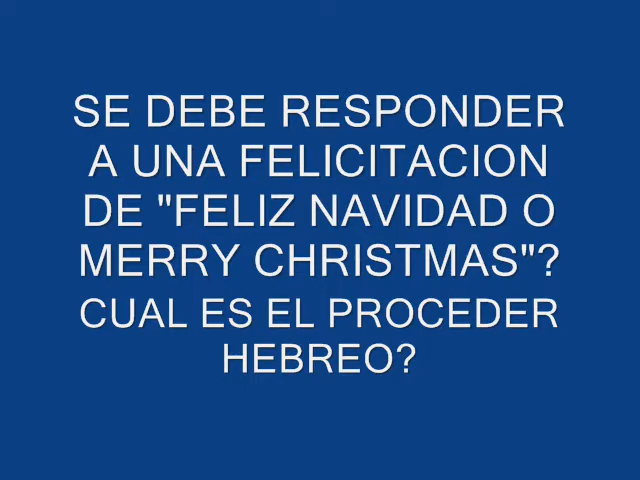 SE DEBE RESPONDER
A UNA FELICITACION
DE "FELIZ NAVIDAD O
MERRY CHRISTMAS"?
CUAL ES EL PROCEDER
HEBREO?